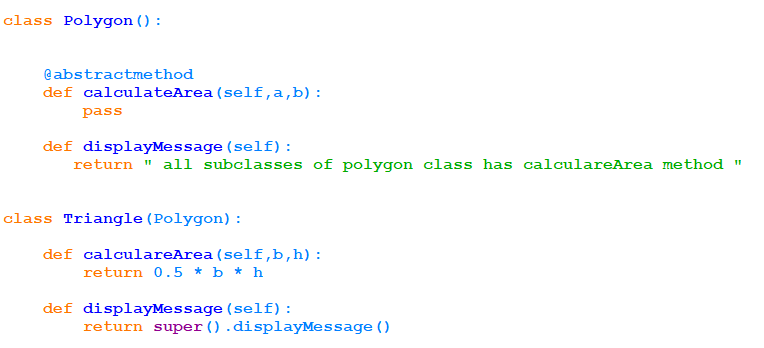 class Polygon():
    @abstractmethod
    def calculateArea(self,a,b):
        pass
    def displayMessage(self):
       return " all subclasses of polygon class has calculareArea method "
class Triangle(Polygon):
    def calculareArea(self,b,h):
        return 0.5 * b * h
    def displayMessage(self):
        return super().displayMessage()